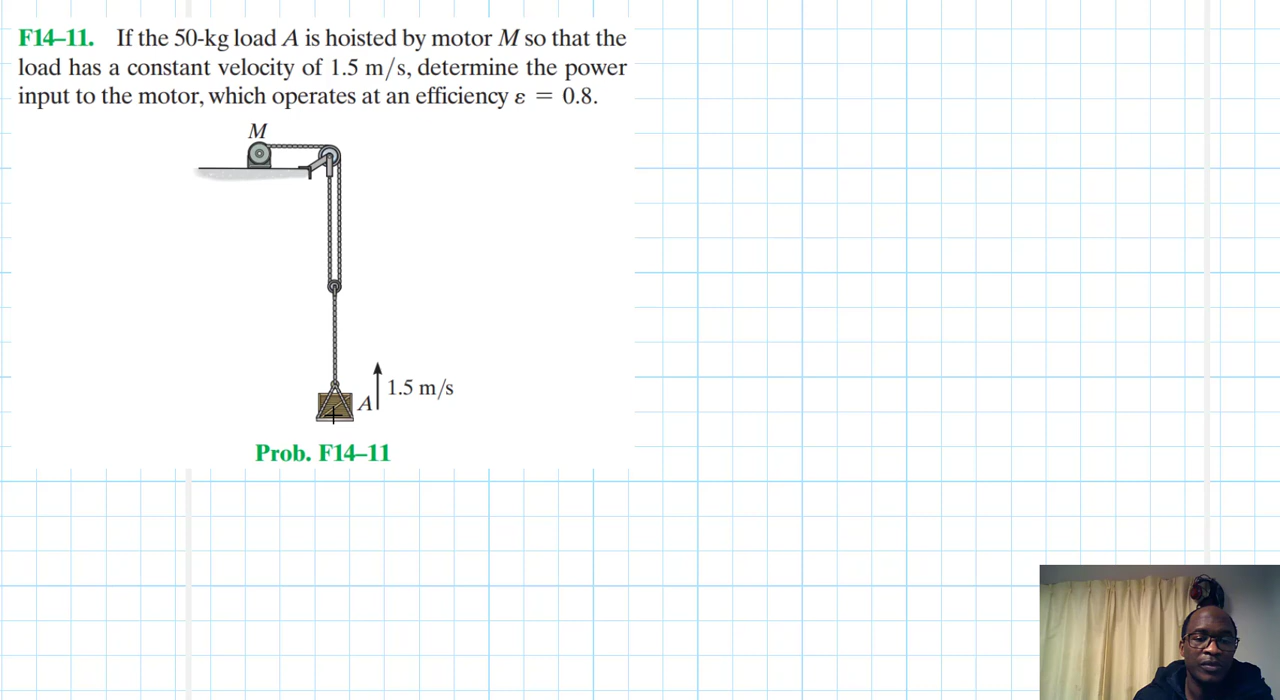 F14–11. If the 50-kg load A is hoisted by motor M so that the
load has a constant velocity of 1.5 m/s, determine the power
input to the motor, which operates at an efficiency ε = 0.8.
M
1.5 m/s
A
Prob. F14–11